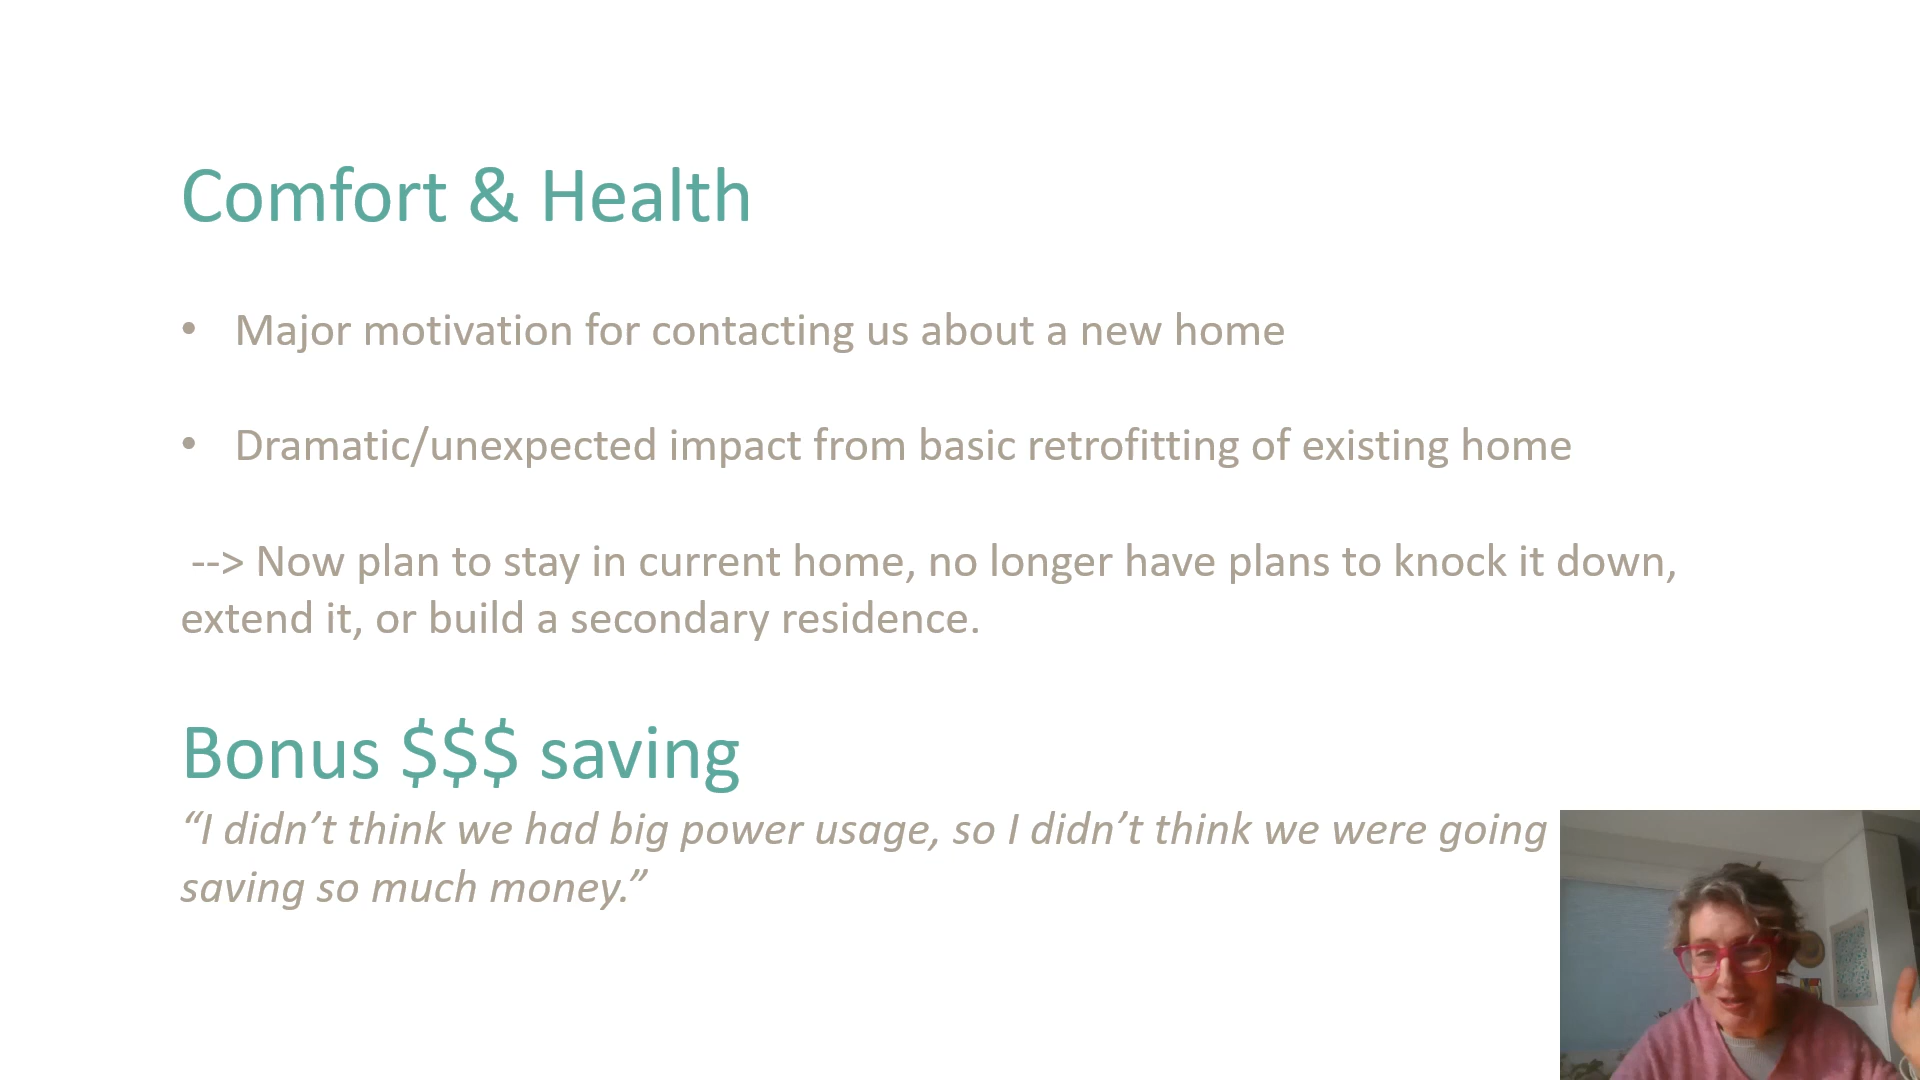 Comfort & Health
• Major motivation for contacting us about a new home
• Dramatic/unexpected impact from basic retrofitting of existing home
--> Now plan to stay in current home, no longer have plans to knock it down,
extend it, or build a secondary residence.
Bonus $$$ saving
“I didn’t think we had big power usage, so I didn’t think we were going
saving so much money.”